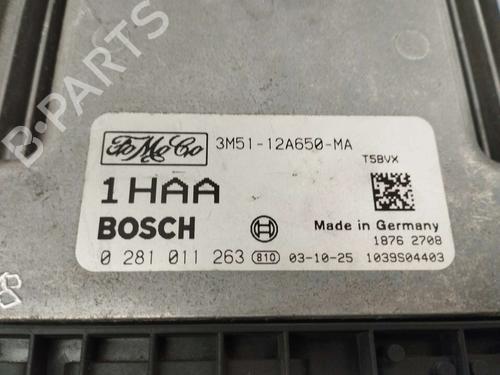 FoMoCo 3M51-12A650-MA
T5BVX
1HAA
BOSCH
Made in Germany
1876 2708
0 281 011 263 810 03-10-25 1039S04403
B-PARTS
8